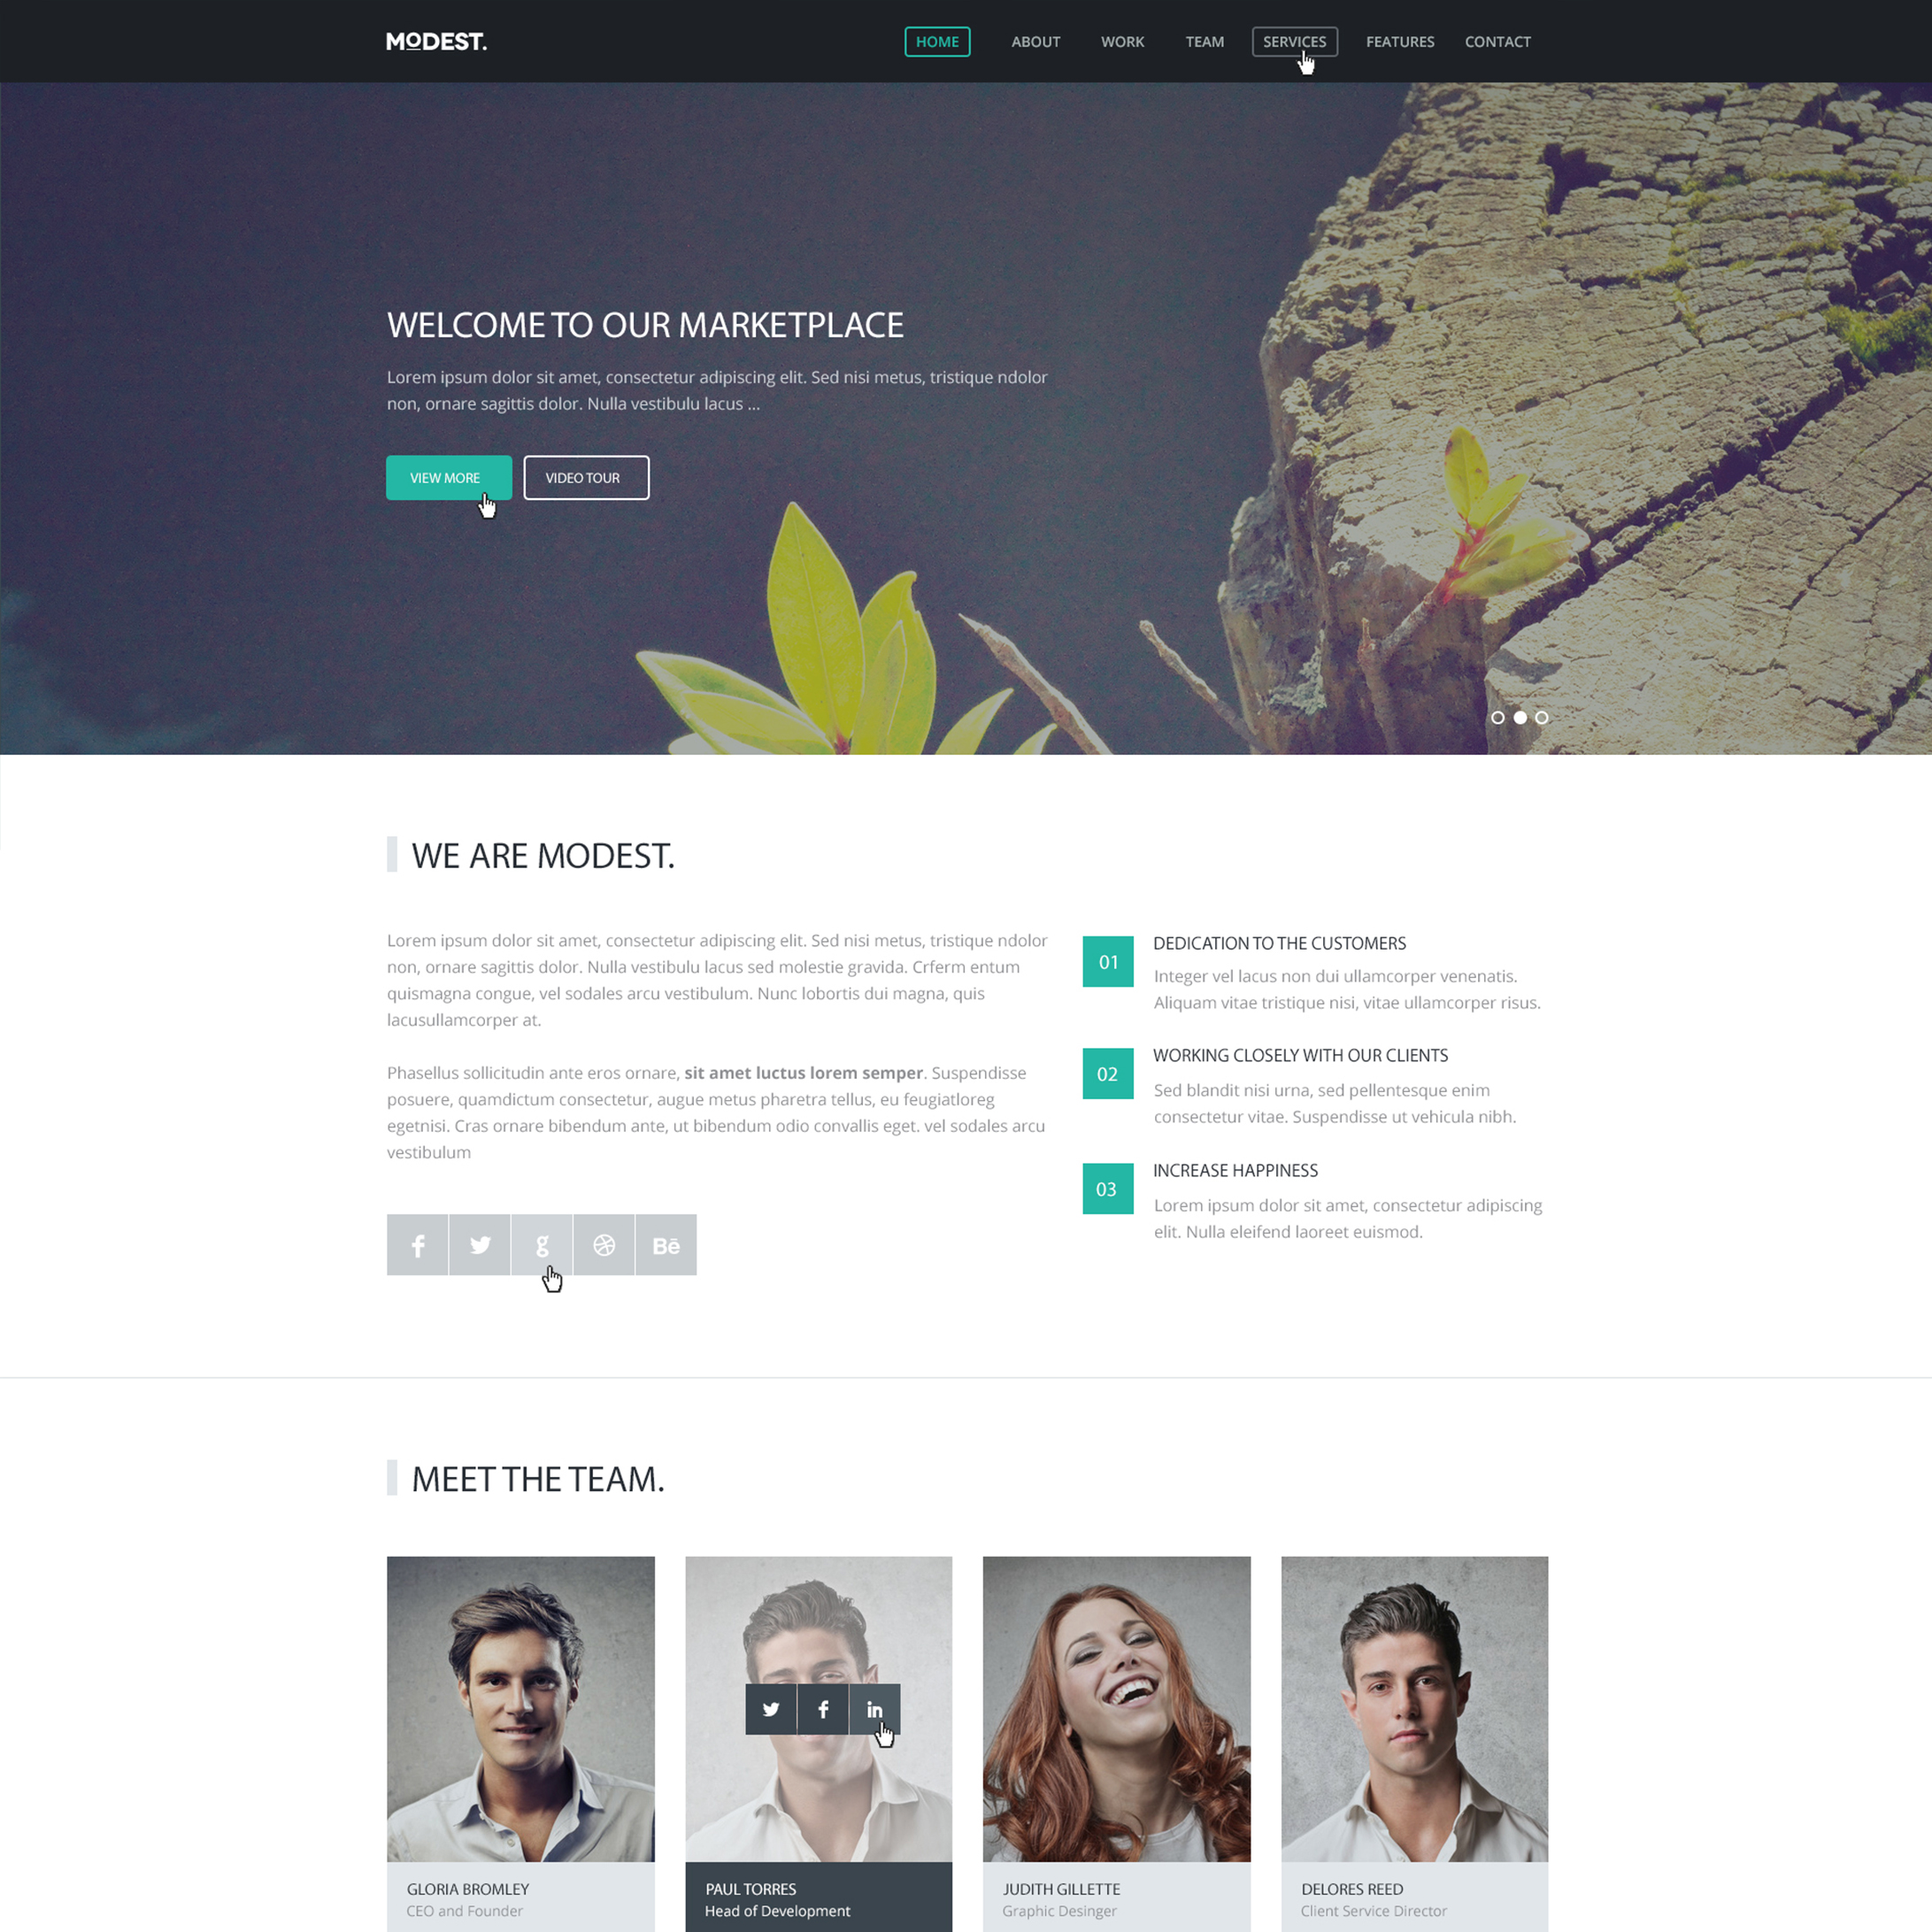 MODEST.
HOME ABOUT WORK TEAM SERVICES FEATURES CONTACT
WELCOME TO OUR MARKETPLACE
Lorem ipsum dolor sit amet, consectetur adipiscing elit. Sed nisi metus, tristique ndolor
non, ornare sagittis dolor. Nulla vestibulu lacus ...
VIEW MORE VIDEO TOUR
WE ARE MODEST.
Lorem ipsum dolor sit amet, consectetur adipiscing elit. Sed nisi metus, tristique ndolor
non, ornare sagittis dolor. Nulla vestibulu lacus sed molestie gravida. Crferm entum
quismagna congue, vel sodales arcu vestibulum. Nunc lobortis dui magna, quis
lacusullamcorper at.
Phasellus sollicitudin ante eros ornare, sit amet luctus lorem semper. Suspendisse
posuere, quamdictum consectetur, augue metus pharetra tellus, eu feugiatloreg
egetnisi. Cras ornare bibendum ante, ut bibendum odio convallis eget. vel sodales arcu
vestibulum
f g Bē
01
DEDICATION TO THE CUSTOMERS
Integer vel lacus non dui ullamcorper venenatis.
Aliquam vitae tristique nisi, vitae ullamcorper risus.
02
WORKING CLOSELY WITH OUR CLIENTS
Sed blandit nisi urna, sed pellentesque enim
consectetur vitae. Suspendisse ut vehicula nibh.
03
INCREASE HAPPINESS
Lorem ipsum dolor sit amet, consectetur adipiscing
elit. Nulla eleifend laoreet euismod.
MEET THE TEAM.
f in
GLORIA BROMLEY
CEO and Founder
PAUL TORRES
Head of Development
JUDITH GILLETTE
Graphic Desinger
DELORES REED
Client Service Director